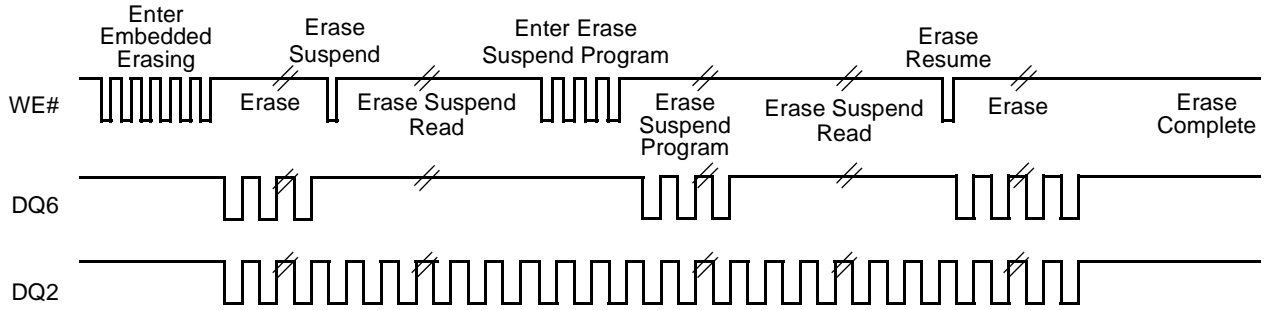 Enter
Embedded
Erasing
Erase
Suspend
Enter Erase
Suspend Program
Erase
Resume
WE#
Erase
Erase Suspend
Read
Erase
Suspend
Program
Erase Suspend
Read
Erase
Erase
Complete
DQ6
DQ2